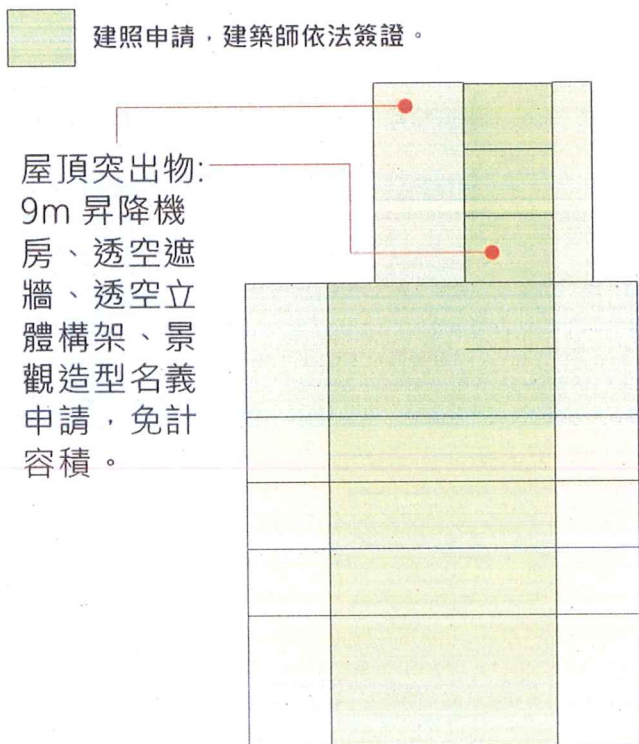 建照申請，建築師依法簽證。
屋頂突出物:
9m 昇降機
房、透空遮
牆、透空立
體構架、景
觀造型名義
申請，免計
容積。